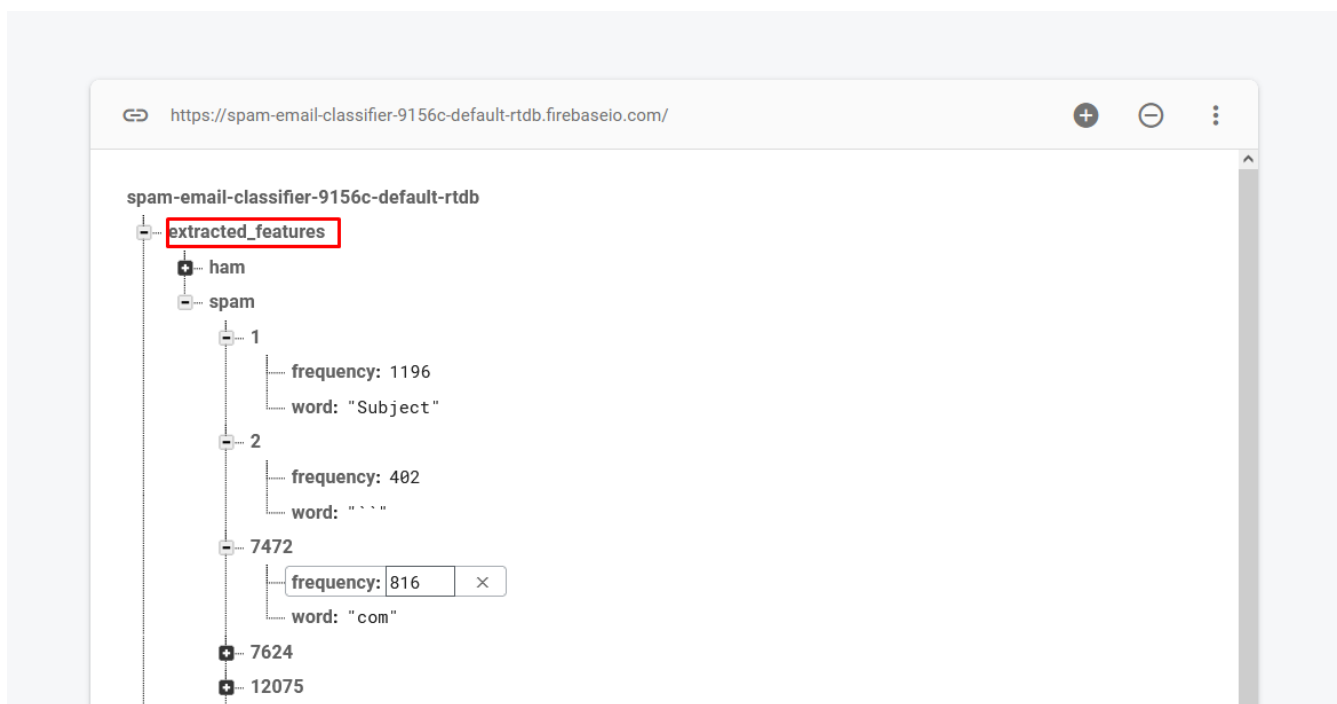 https://spam-email-classifier-9156c-default-rtdb.firebaseio.com/
spam-email-classifier-9156c-default-rtdb
extracted_features
ham
spam
1
frequency: 1196
word: "Subject"
2
frequency: 402
word: "``"
7472
frequency: 816
word: "com"
7624
12075